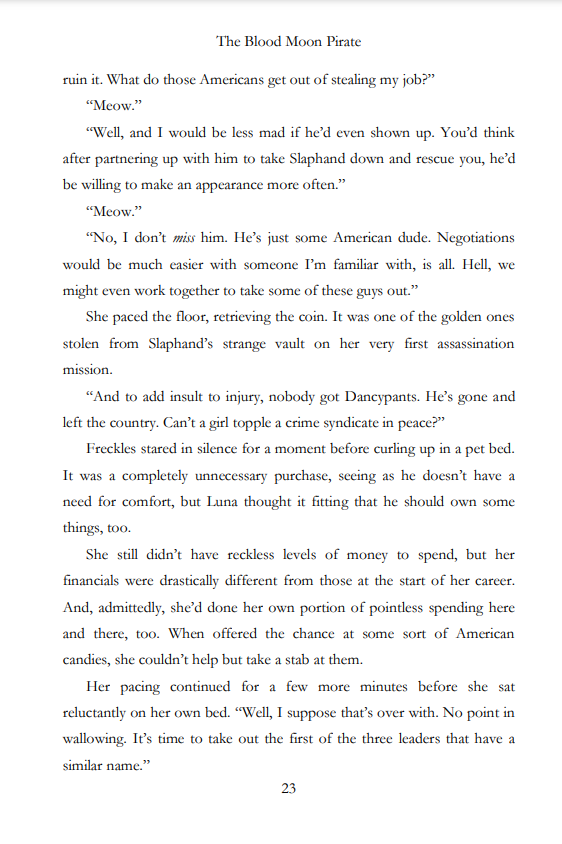 The Blood Moon Pirate
ruin it. What do those Americans get out of stealing my job?”
“Meow.”
“Well, and I would be less mad if he’d even shown up. You’d think
after partnering up with him to take Slaphand down and rescue you, he’d
be willing to make an appearance more often.”
“Meow.”
“No, I don’t miss him. He’s just some American dude. Negotiations
would be much easier with someone I’m familiar with, is all. Hell, we
might even work together to take some of these guys out.”
She paced the floor, retrieving the coin. It was one of the golden ones
stolen from Slaphand’s strange vault on her very first assassination
mission.
“And to add insult to injury, nobody got Dancypants. He’s gone and
left the country. Can’t a girl topple a crime syndicate in peace?”
Freckles stared in silence for a moment before curling up in a pet bed.
It was a completely unnecessary purchase, seeing as he doesn’t have a
need for comfort, but Luna thought it fitting that he should own some
things, too.
She still didn’t have reckless levels of money to spend, but her
financials were drastically different from those at the start of her career.
And, admittedly, she’d done her own portion of pointless spending here
and there, too. When offered the chance at some sort of American
candies, she couldn’t help but take a stab at them.
Her pacing continued for a few more minutes before she sat
reluctantly on her own bed. “Well, I suppose that’s over with. No point in
wallowing. It’s time to take out the first of the three leaders that have a
similar name.”
23